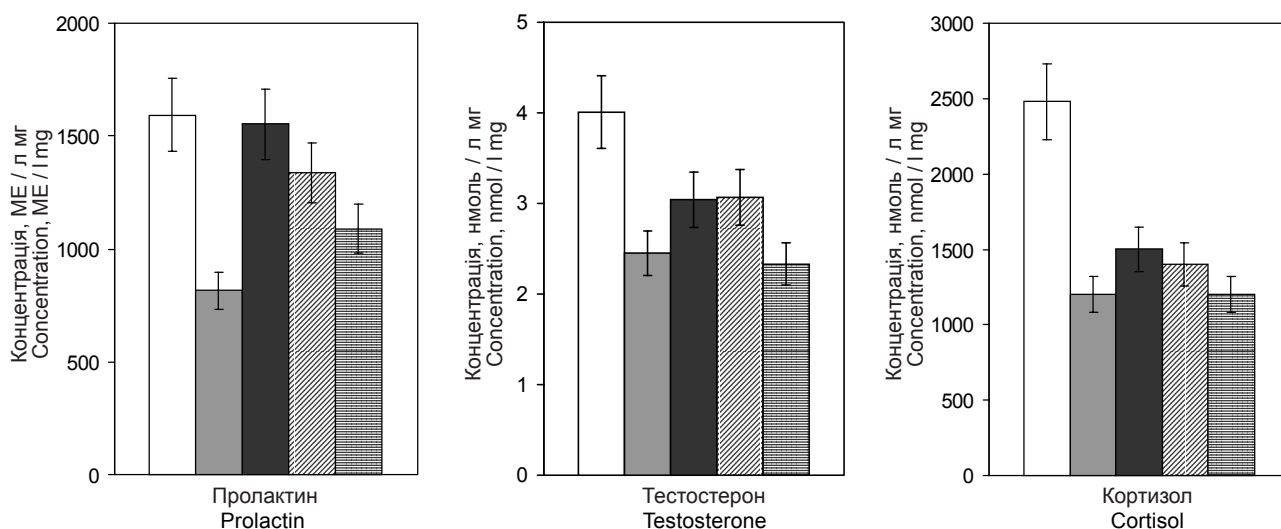 Концентрація, МЕ / л мг
Concentration, ME / l mg
2000
1500
1000
500
0
Пролактин
Prolactin
Концентрація, нмоль / л мг
Concentration, nmol / l mg
5
4
3
2
1
0
Тестостерон
Testosterone
Концентрація, нмоль / л мг
Concentration, nmol / l mg
3000
2500
2000
1500
1000
500
0
Кортизол
Cortisol